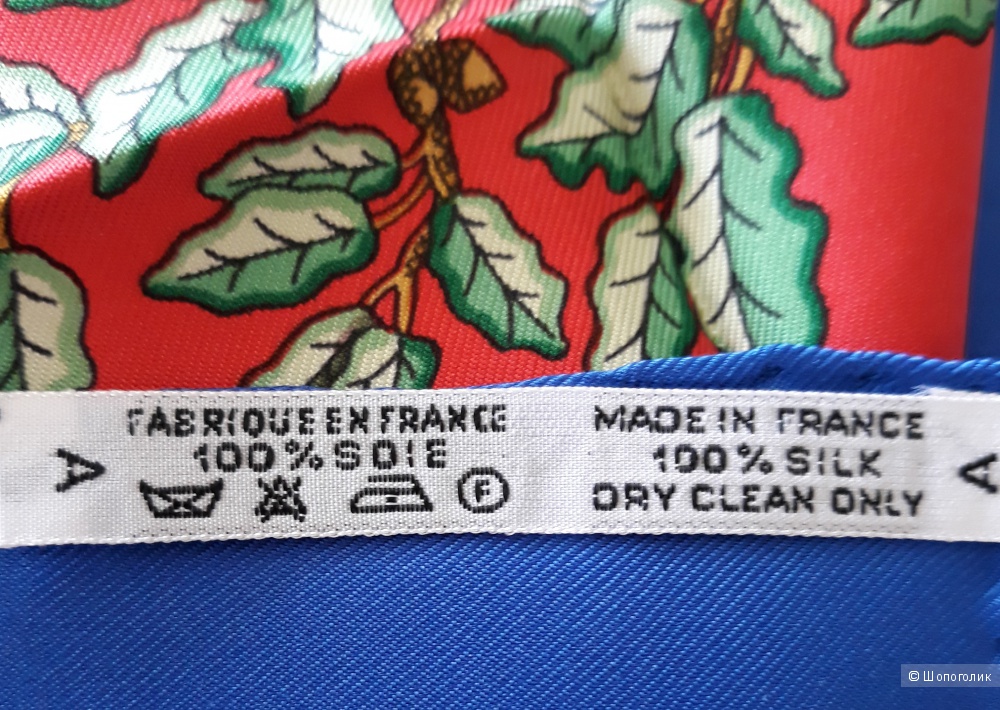 FABRIQUE EN FRANCE
100% SOIE
F
MADE IN FRANCE
100% SILK
DRY CLEAN ONLY
A
A
© Шопоголик